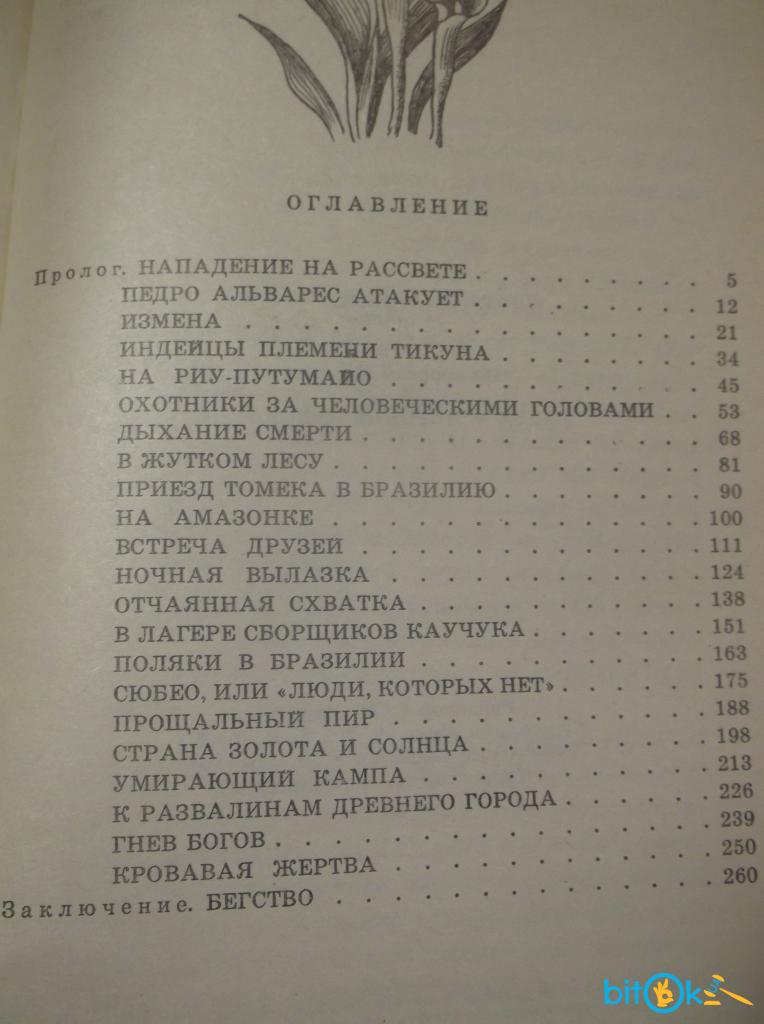 ОГЛАВЛЕНИЕ
Пролог. НАПАДЕНИЕ НА РАССВЕТЕ . . . . . . . . 5
ПЕДРО АЛЬВАРЕС АТАКУЕТ . . . . . . . . 12
ИЗМЕНА . . . . . . . . . . . . . . . . 21
ИНДЕЙЦЫ ПЛЕМЕНИ ТИКУНА . . . . . . . 34
НА РИУ-ПУТУМАЙО . . . . . . . . . . . 45
ОХОТНИКИ ЗА ЧЕЛОВЕЧЕСКИМИ ГОЛОВАМИ . . 53
ДЫХАНИЕ СМЕРТИ . . . . . . . . . . . . 68
В ЖУТКОМ ЛЕСУ . . . . . . . . . . . . . 81
ПРИЕЗД ТОМЕКА В БРАЗИЛИЮ . . . . . . . 90
НА АМАЗОНКЕ . . . . . . . . . . . . . 100
ВСТРЕЧА ДРУЗЕЙ . . . . . . . . . . . . 111
НОЧНАЯ ВЫЛАЗКА . . . . . . . . . . . 124
ОТЧАЯННАЯ СХВАТКА . . . . . . . . . . 138
В ЛАГЕРЕ СБОРЩИКОВ КАУЧУКА . . . . . . 151
ПОЛЯКИ В БРАЗИЛИИ . . . . . . . . . . 163
СЮБЕО, ИЛИ «ЛЮДИ, КОТОРЫХ НЕТ» . . . . . 175
ПРОЩАЛЬНЫЙ ПИР . . . . . . . . . . . 188
СТРАНА ЗОЛОТА И СОЛНЦА . . . . . . . . 198
УМИРАЮЩИЙ КАМПА . . . . . . . . . . 213
К РАЗВАЛИНАМ ДРЕВНЕГО ГОРОДА . . . . . 226
ГНЕВ БОГОВ . . . . . . . . . . . . . . . 239
КРОВАВАЯ ЖЕРТВА . . . . . . . . . . . 250
Заключение. БЕГСТВО . . . . . . . . . . . . . 260
bitok